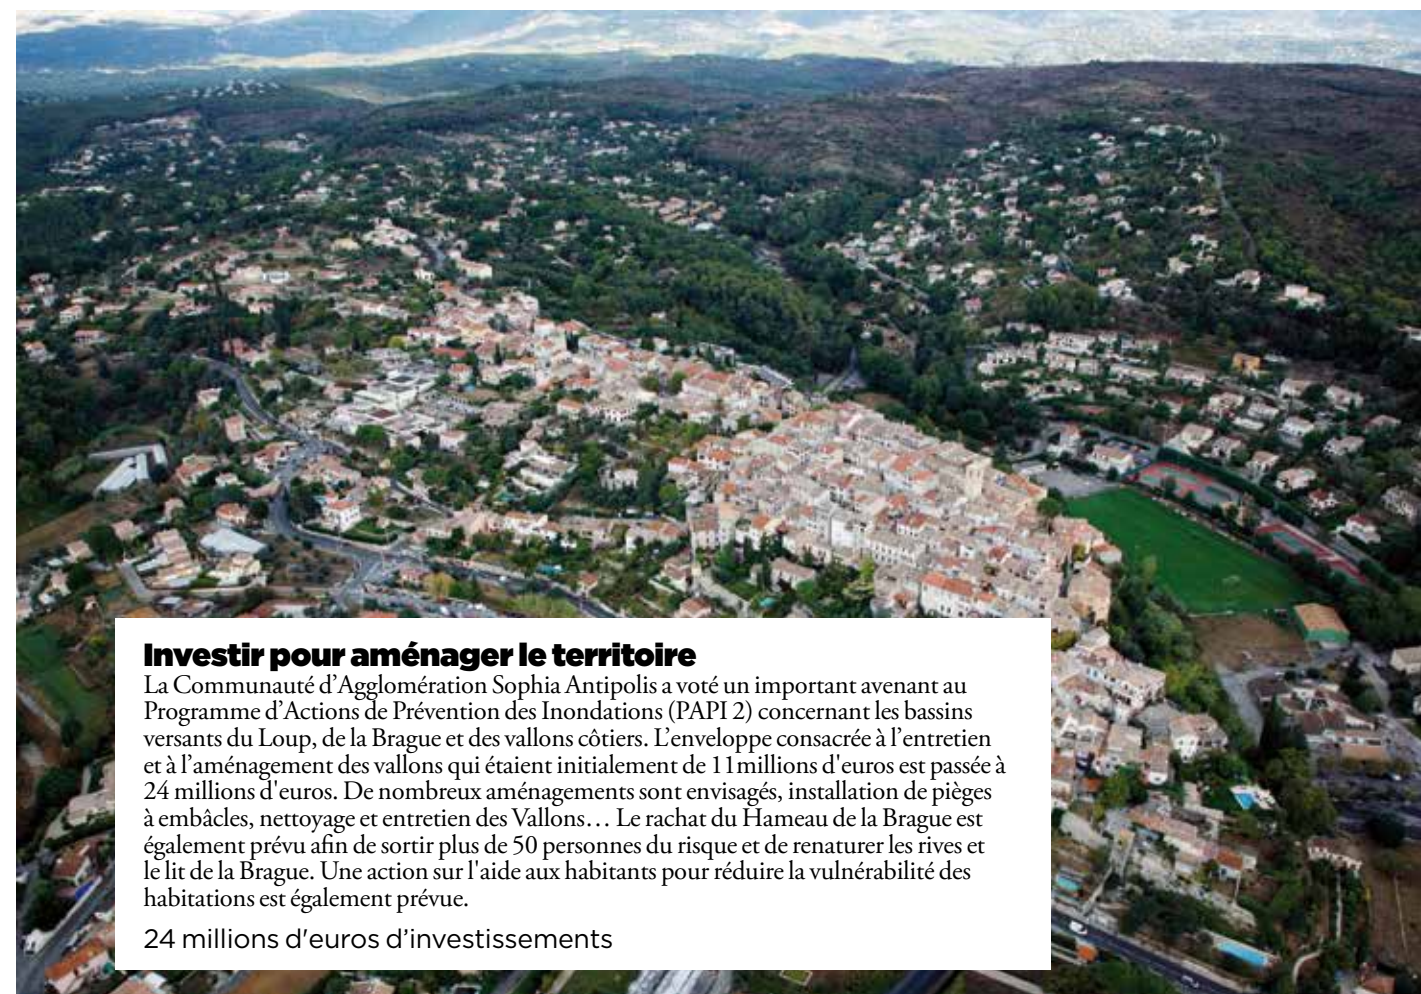 Investir pour aménager le territoire
La Communauté d’Agglomération Sophia Antipolis a voté un important avenant au
Programme d’Actions de Prévention des Inondations (PAPI 2) concernant les bassins
versants du Loup, de la Brague et des vallons côtiers. L’enveloppe consacrée à l’entretien
et à l’aménagement des vallons qui étaient initialement de 11millions d'euros est passée à
24 millions d'euros. De nombreux aménagements sont envisagés, installation de pièges
à embâcles, nettoyage et entretien des Vallons… Le rachat du Hameau de la Brague est
également prévu afin de sortir plus de 50 personnes du risque et de renaturer les rives et
le lit de la Brague. Une action sur l'aide aux habitants pour réduire la vulnérabilité des
habitations est également prévue.
24 millions d'euros d’investissements